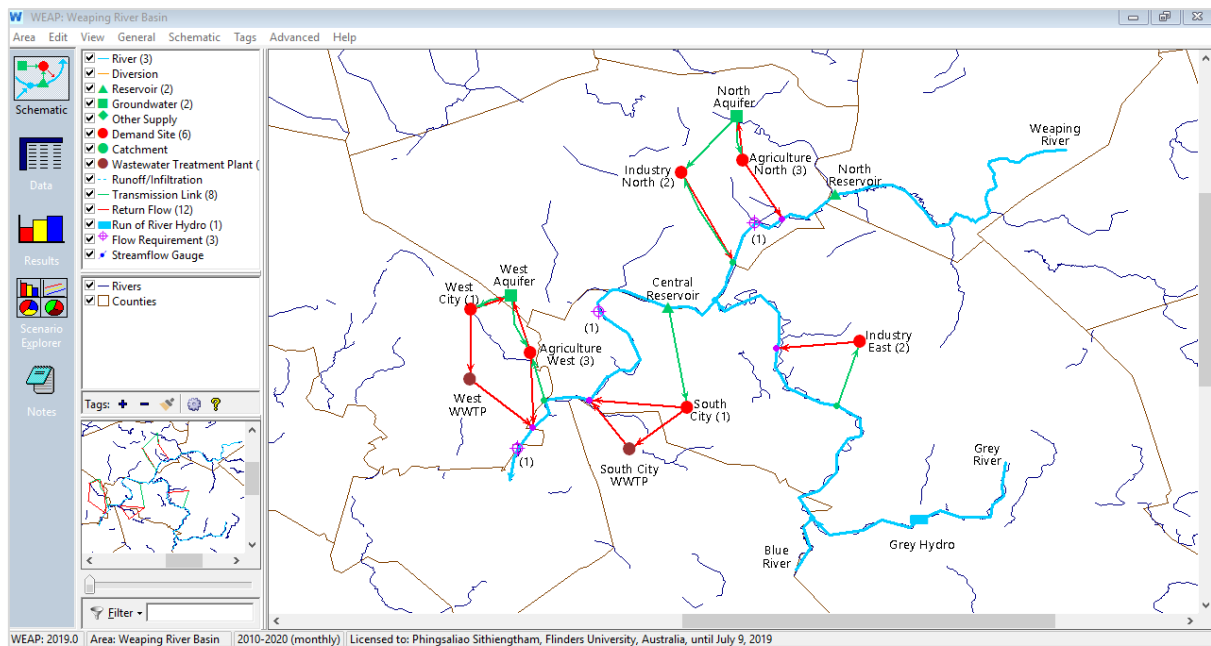 WEAP: Weaping River Basin
Area Edit View General Schematic Tags Advanced Help
Schematic
Data
Results
Scenario
Explorer
Notes
River (3)
Diversion
Reservoir (2)
Groundwater (2)
Other Supply
Demand Site (6)
Catchment
Wastewater Treatment Plant (
Runoff/Infiltration
Transmission Link (8)
Return Flow (12)
Run of River Hydro (1)
Flow Requirement (3)
Streamflow Gauge
Rivers
Counties
Tags:
Filter
North
Aquifer
Weaping
River
Agriculture
North (3)
Industry
North (2)
North
Reservoir
(1)
West
Aquifer
West
City (1)
Central
Reservoir
(1)
Industry
East (2)
Agriculture
West (3)
West
WWTP
South
City (1)
(1)
South City
WWTP
Grey
River
Grey Hydro
Blue
River
WEAP: 2019.0 Area: Weaping River Basin 2010-2020 (monthly) Licensed to: Phingsaliao Sithiengtham, Flinders University, Australia, until July 9, 2019